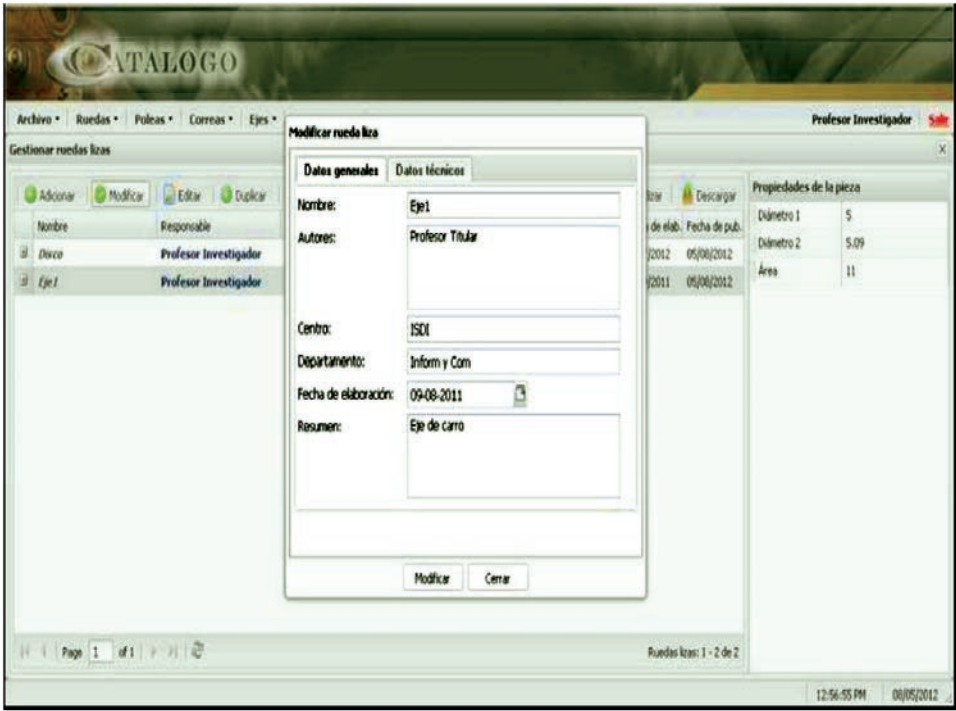 CATALOGO
Archivo Ruedas Poleas Correas Ejes
Profesor Investigador Salir
Gestionar ruedas lizas
Adicionar Modificar Editar Duplicar
Descargar
Nombre Responsable
de elab. Fecha de pub.
Disco Profesor Investigador
/2012 05/08/2012
Eje1 Profesor Investigador
/2011 05/08/2012
Modificar rueda liza
Datos generales Datos técnicos
Nombre: Eje1
Autores: Profesor Titular
Centro: ISDI
Departamento: Inform y Com
Fecha de elaboración: 09-08-2011
Resumen: Eje de carro
Modificar Cerrar
Propiedades de la pieza
Diámetro 1 5
Diámetro 2 5.09
Área 11
Page 1 of 1
Ruedas lizas: 1 - 2 de 2
12:56:55 PM 08/05/2012